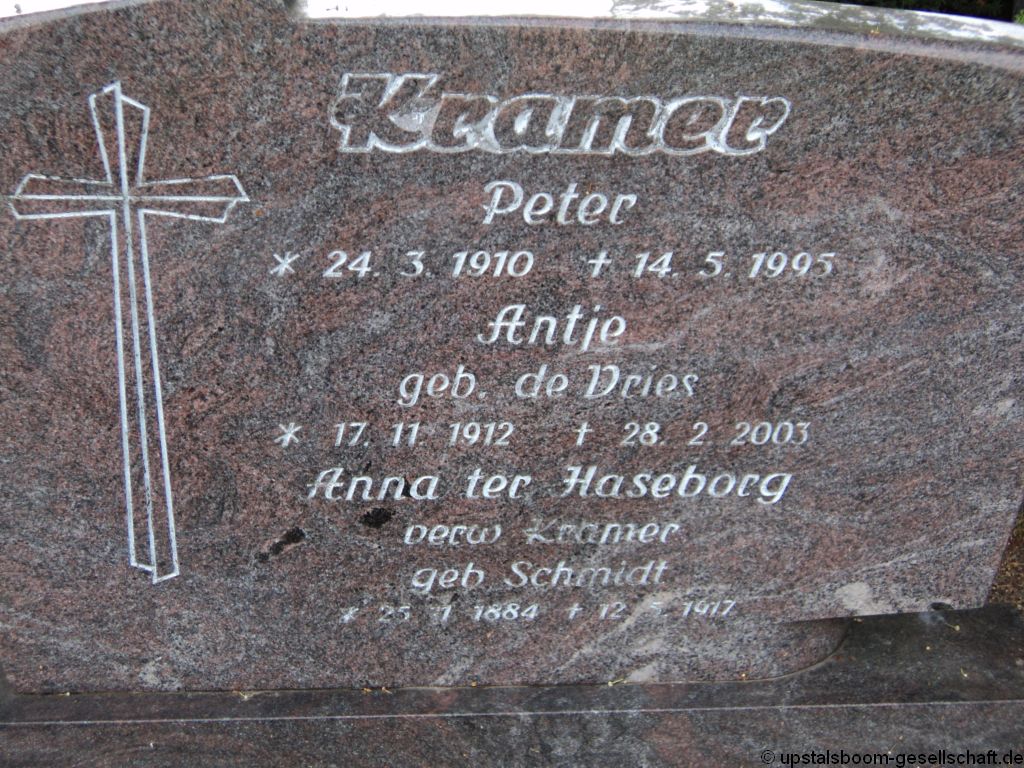 Kramer
Peter
* 24. 3. 1910 † 14. 5. 1995
Antje
geb. de Vries
* 17. 11. 1912 † 28. 2. 2003
Anna ter Haseborg
verw Kramer
geb Schmidt
* 25 1 1884 † 12. 5. 1917
© upstalsboom-gesellschaft.de